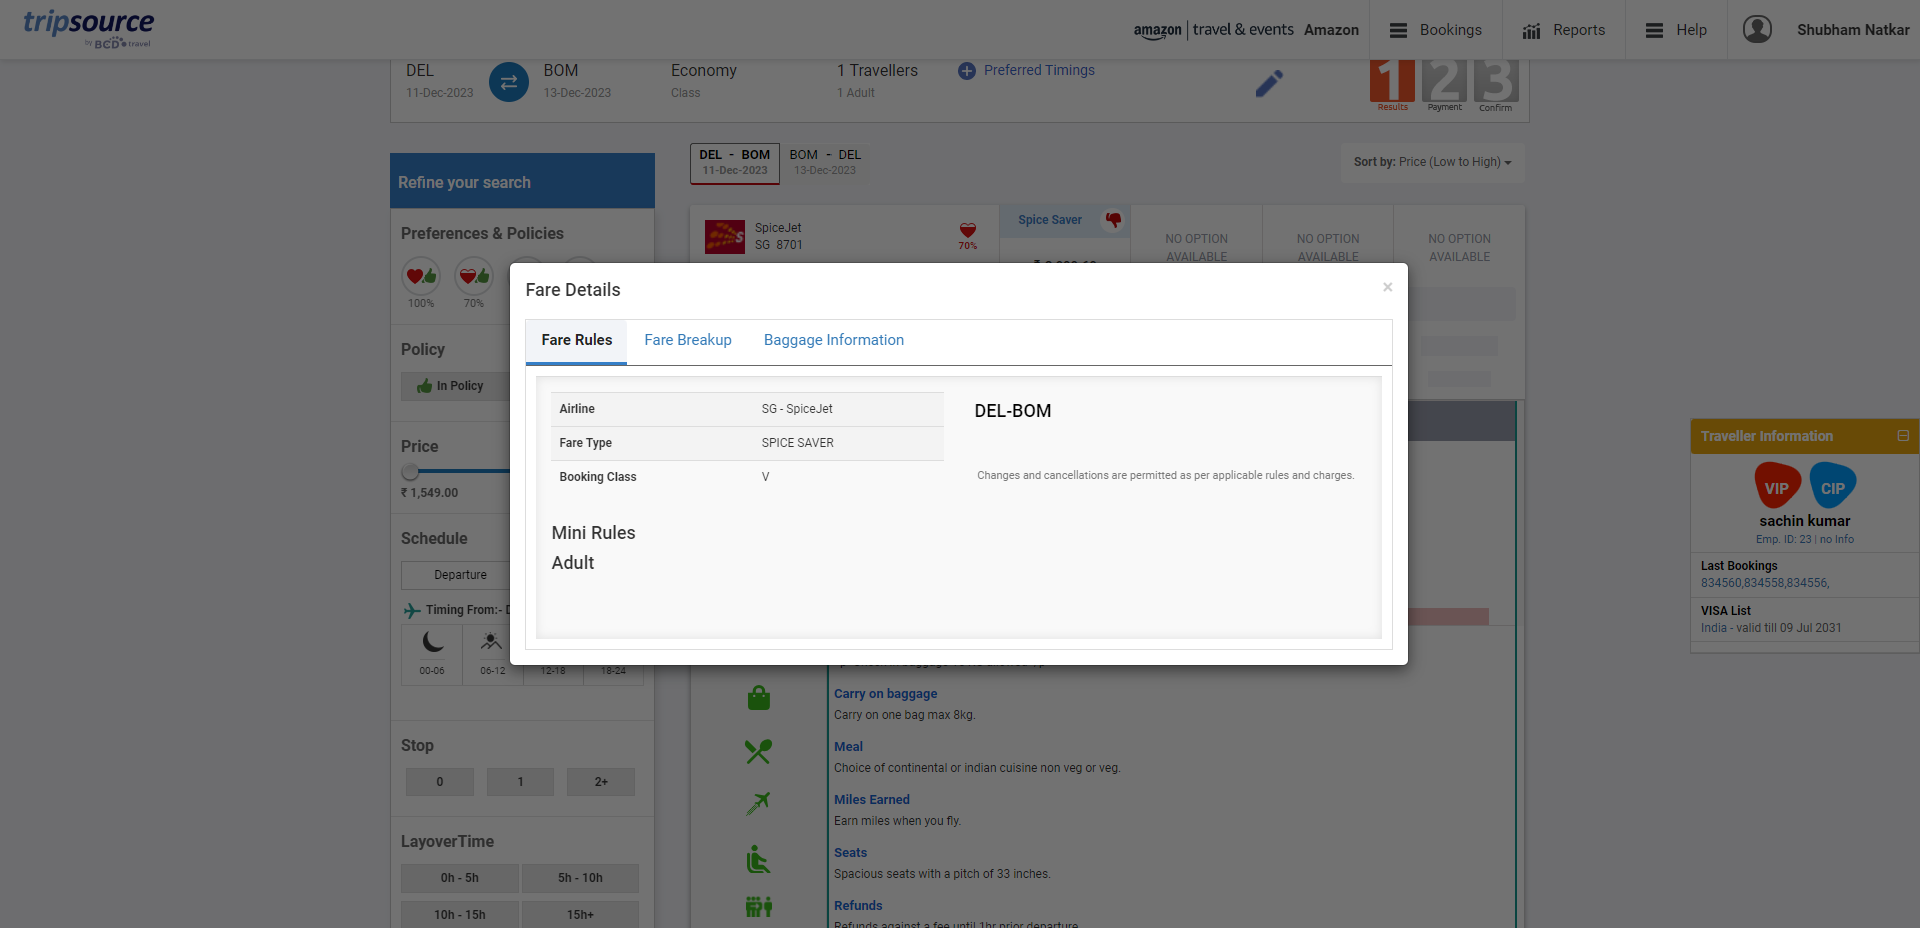 tripsource
by BCD travel
amazon | travel & events Amazon
Bookings
Reports
Help
Shubham Natkar
DEL
11-Dec-2023
BOM
13-Dec-2023
Economy
Class
1 Travellers
1 Adult
Preferred Timings
1 2 3
Results Payment Confirm
DEL - BOM
11-Dec-2023
BOM - DEL
13-Dec-2023
Sort by: Price (Low to High)
Refine your search
Preferences & Policies
100% 70%
Policy
In Policy
Price
₹ 1,549.00
Schedule
Departure
Timing From:-
00-06 06-12 12-18 18-24
Stop
0 1 2+
LayoverTime
0h - 5h 5h - 10h
10h - 15h 15h+
SpiceJet
SG 8701
70%
Spice Saver
NO OPTION
AVAILABLE
NO OPTION
AVAILABLE
NO OPTION
AVAILABLE
Fare Details
×
Fare Rules Fare Breakup Baggage Information
Airline SG - SpiceJet
Fare Type SPICE SAVER
Booking Class V
DEL-BOM
Changes and cancellations are permitted as per applicable rules and charges.
Mini Rules
Adult
Carry on baggage
Carry on one bag max 8kg.
Meal
Choice of continental or indian cuisine non veg or veg.
Miles Earned
Earn miles when you fly.
Seats
Spacious seats with a pitch of 33 inches.
Refunds
Refunds against a fee until 1hr prior departure
Traveller Information
VIP CIP
sachin kumar
Emp. ID: 23 | no Info
Last Bookings
834560,834558,834556,
VISA List
India - valid till 09 Jul 2031